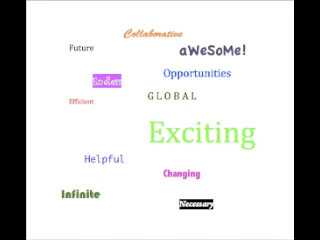 Collaborative
Future
aWeSoMe!
Opportunities
Endless
GLOBAL
Efficient
Exciting
Helpful
Changing
Infinite
Necessary